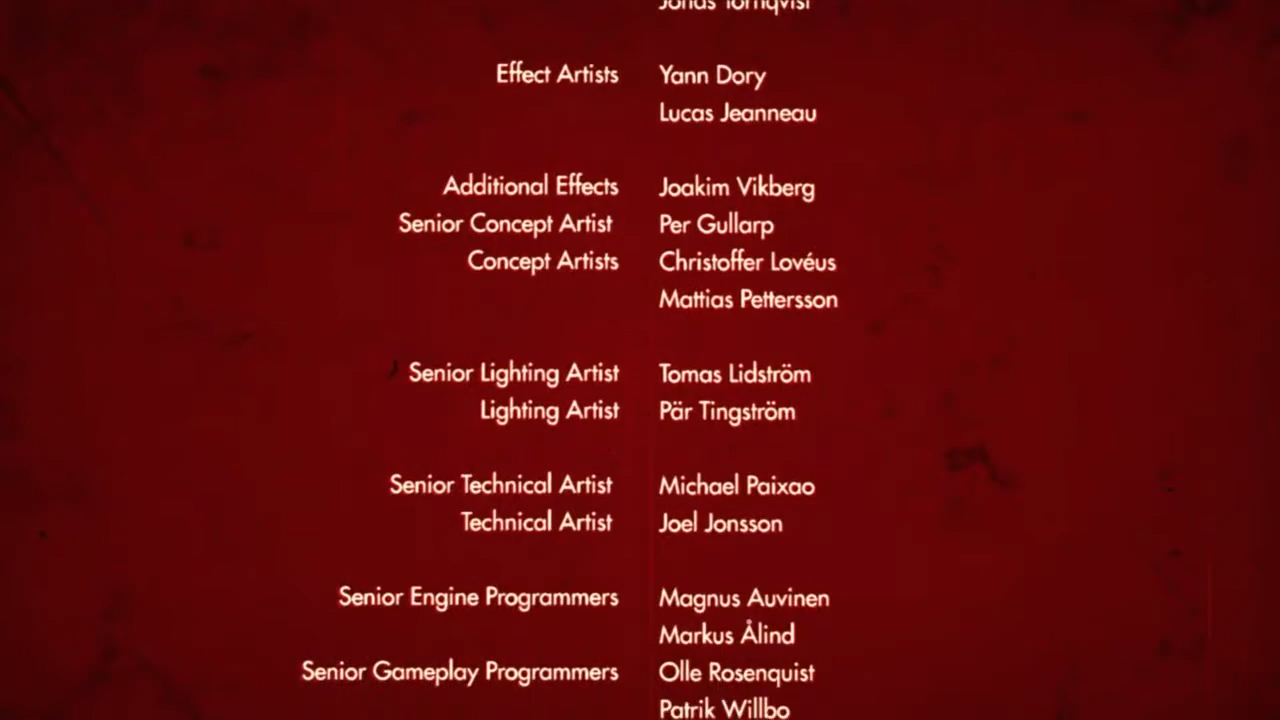 Jonas Törnqvist
Effect Artists Yann Dory
Lucas Jeanneau
Additional Effects Joakim Vikberg
Senior Concept Artist Per Gullarp
Concept Artists Christoffer Lovéus
Mattias Pettersson
Senior Lighting Artist Tomas Lidström
Lighting Artist Pär Tingström
Senior Technical Artist Michael Paixao
Technical Artist Joel Jonsson
Senior Engine Programmers Magnus Auvinen
Markus Ålind
Senior Gameplay Programmers Olle Rosenquist
Patrik Willbo